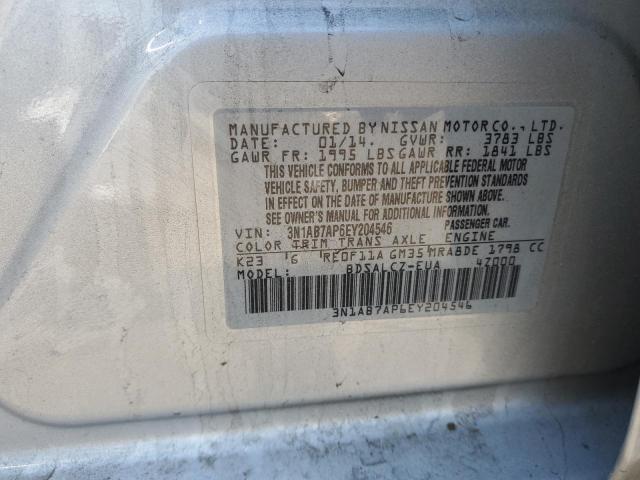 MANUFACTURED BY NISSAN MOTOR CO., LTD.
DATE: 01/14. GVWR: 3783 LBS
GAWR FR: 1995 LBS GAWR RR: 1841 LBS
THIS VEHICLE CONFORMS TO ALL APPLICABLE FEDERAL MOTOR
VEHICLE SAFETY, BUMPER AND THEFT PREVENTION STANDARDS
IN EFFECT ON THE DATE OF MANUFACTURE SHOWN ABOVE.
SEE OWNER'S MANUAL FOR ADDITIONAL INFORMATION.
VIN: 3N1AB7AP6EY204546 PASSENGER CAR.
COLOR TRIM TRANS AXLE ENGINE
K23 G RE0F11A GM35 MRA8DE 1798 CC
MODEL: BDSALCZ-EUA 4Z000
3N1AB7AP6EY204546